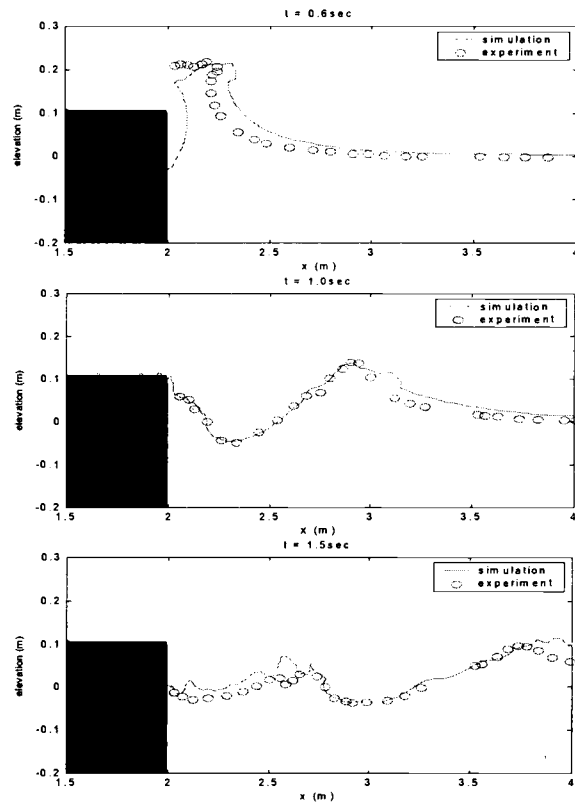 t = 0.6sec
simulation
experiment
0.3
0.2
0.1
0
-0.1
-0.2
elevation (m)
1.5 2 2.5 3 3.5 4
x (m)
t = 1.0sec
simulation
experiment
0.3
0.2
0.1
0
-0.1
-0.2
elevation (m)
1.5 2 2.5 3 3.5 4
x (m)
t = 1.5sec
simulation
experiment
0.3
0.2
0.1
0
-0.1
-0.2
elevation (m)
1.5 2 2.5 3 3.5 4
x (m)